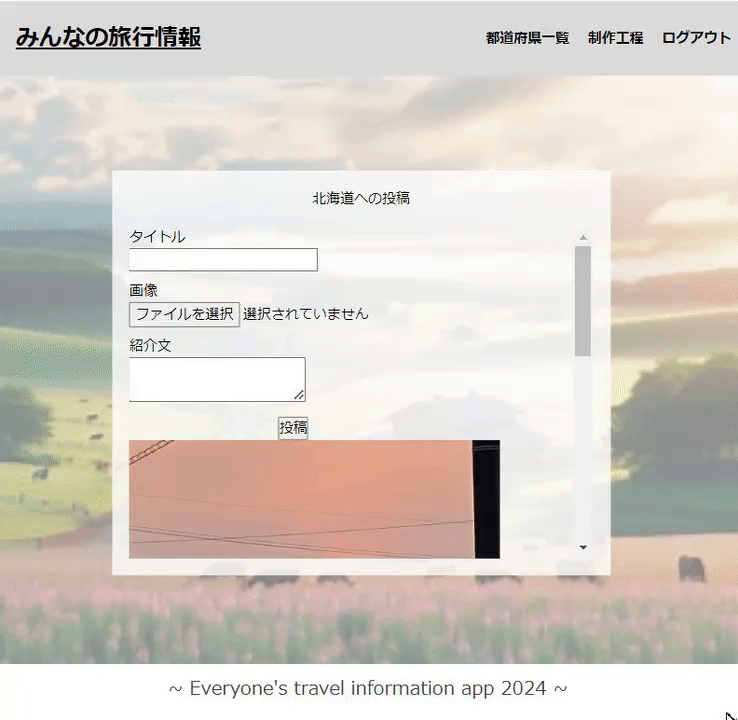 みんなの旅行情報
都道府県一覧 制作工程 ログアウト
北海道への投稿
タイトル
画像
ファイルを選択 選択されていません
紹介文
投稿
~ Everyone's travel information app 2024 ~